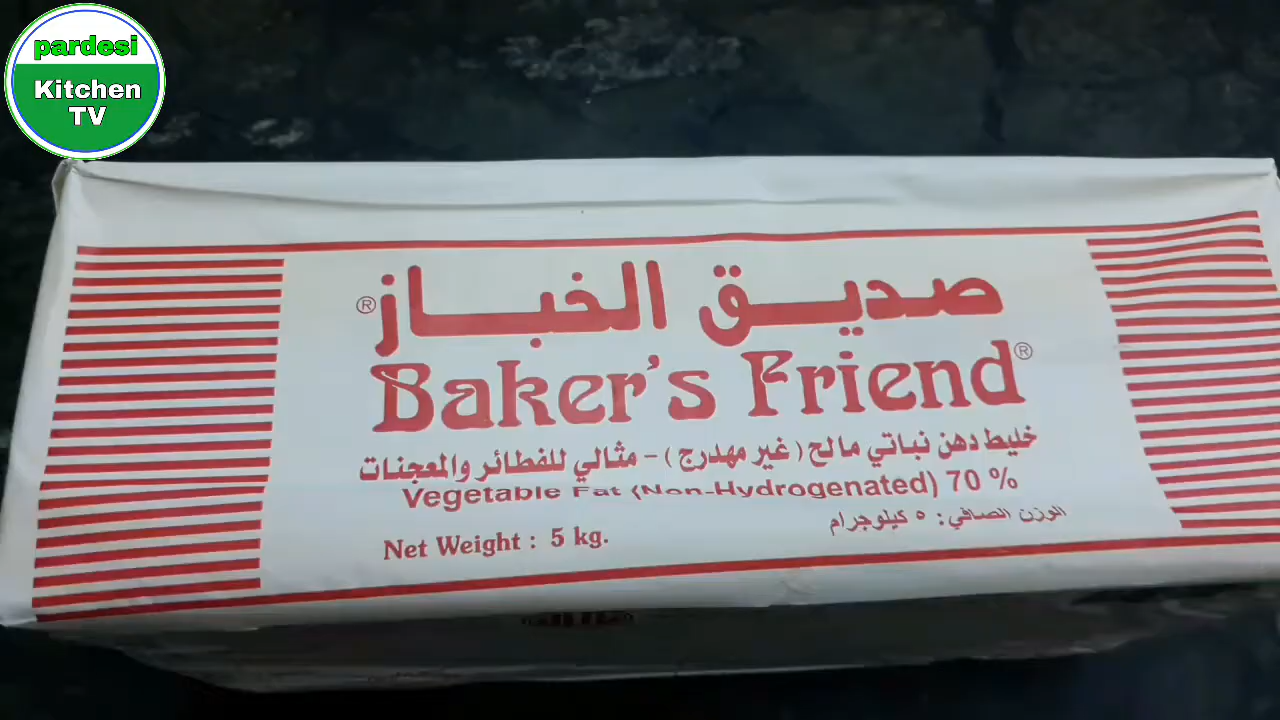 pardesi
Kitchen
TV
صديق الخباز®
Baker's Friend®
خليط دهن نباتي مالح (غير مهدرج) - مثالي للفطائر والمعجنات
Vegetable Fat (Non-Hydrogenated) 70 %
الوزن الصافي: ٥ كيلوجرام
Net Weight : 5 kg.